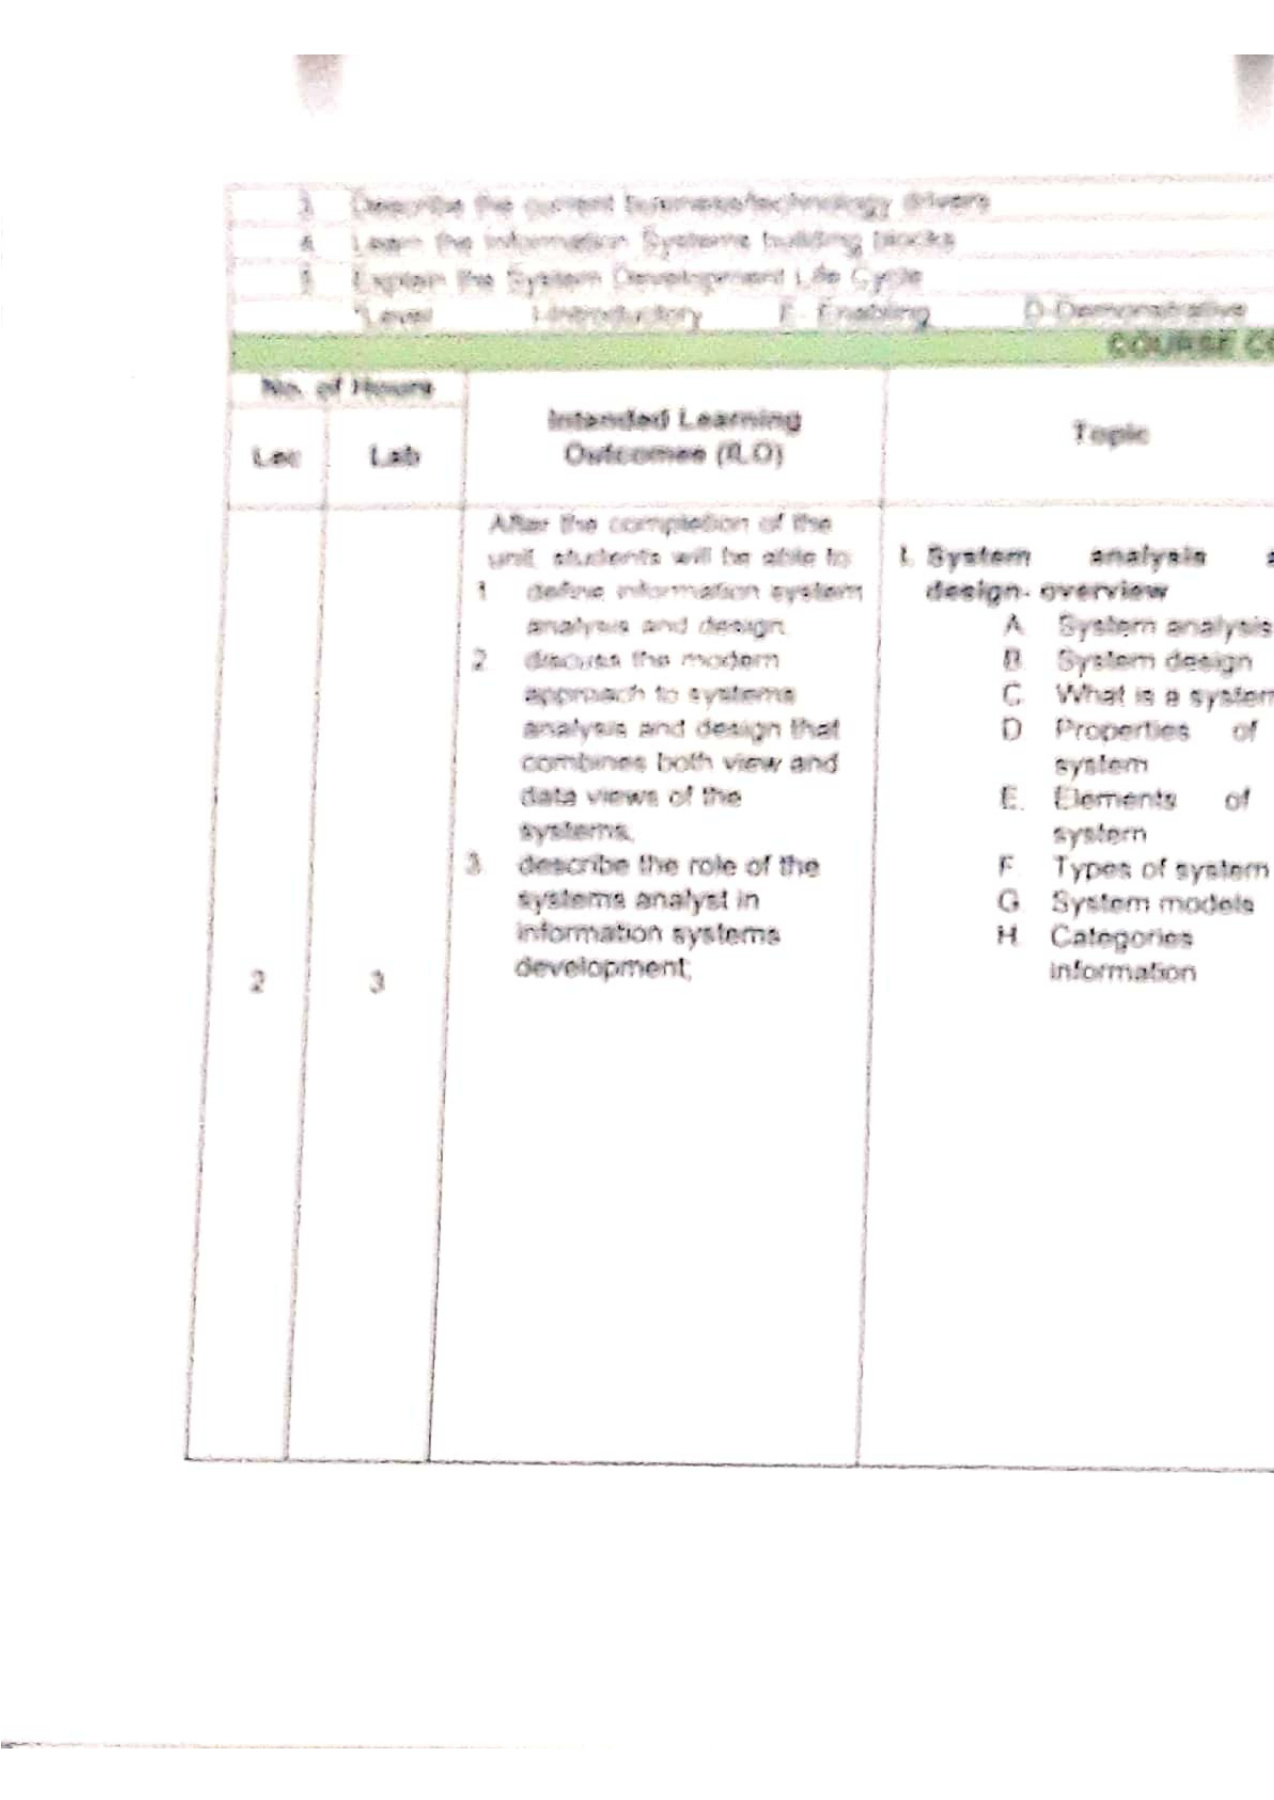 3. Describe the current business/technology drivers
4. Learn the Information Systems building blocks
5. Explain the System Development Life Cycle
*Level I-Introductory E - Enabling D-Demonstrative
COURSE CO
No. of Hours
Lec Lab
Intended Learning
Outcomes (ILO)
Topic
2
3
After the completion of the
unit, students will be able to
1. define information system
analysis and design.
2. discuss the modern
approach to systems
analysis and design that
combines both view and
data views of the
systems,
3. describe the role of the
systems analyst in
information systems
development;
I. System analysis a
design- overview
A. System analysis
B. System design
C. What is a system
D. Properties of
system
E. Elements of
system
F. Types of system
G. System models
H. Categories
information